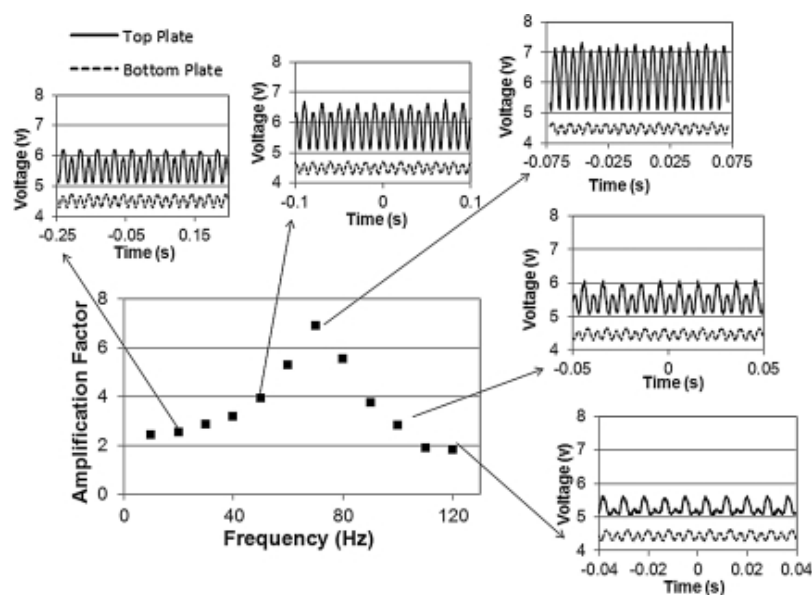 Top Plate
Bottom Plate
Voltage (v)
8
7
6
5
4
-0.25 -0.05 0.15
Time (s)
Voltage (v)
8
7
6
5
4
-0.1 0 0.1
Time (s)
Voltage (v)
8
7
6
5
4
-0.075 -0.025 0.025 0.075
Time (s)
Voltage (v)
8
7
6
5
4
-0.05 0 0.05
Time (s)
Amplification Factor
8
6
4
2
0
0 40 80 120
Frequency (Hz)
Voltage (v)
8
7
6
5
4
-0.04 -0.02 0 0.02 0.04
Time (s)